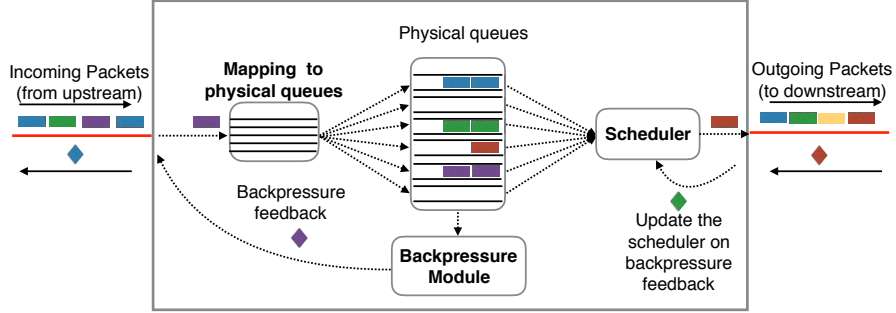 Physical queues
Incoming Packets
(from upstream)
Mapping to
physical queues
Outgoing Packets
(to downstream)
Scheduler
Backpressure
feedback
Backpressure
Module
Update the
scheduler on
backpressure
feedback